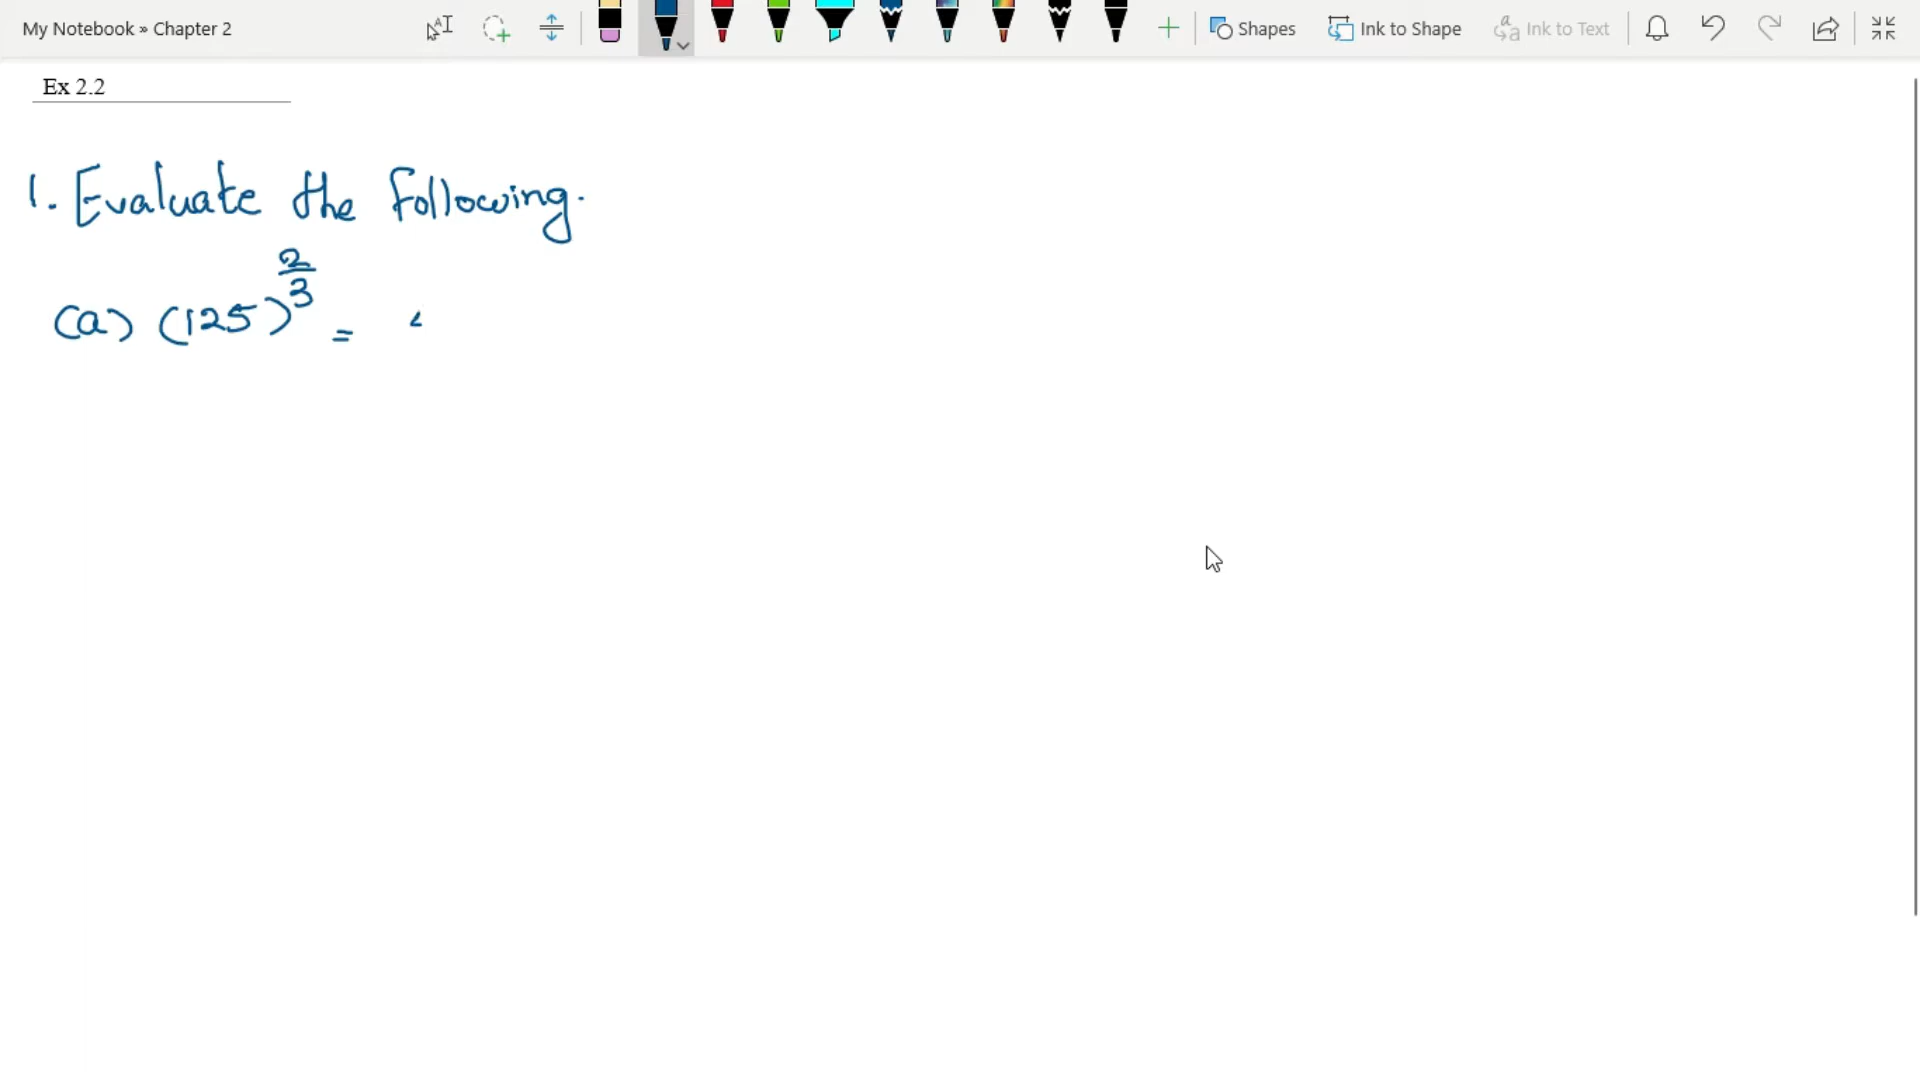 My Notebook » Chapter 2
Shapes
Ink to Shape
Ink to Text
Ex 2.2
1. Evaluate the following.
(a) (125)^{2/3} =